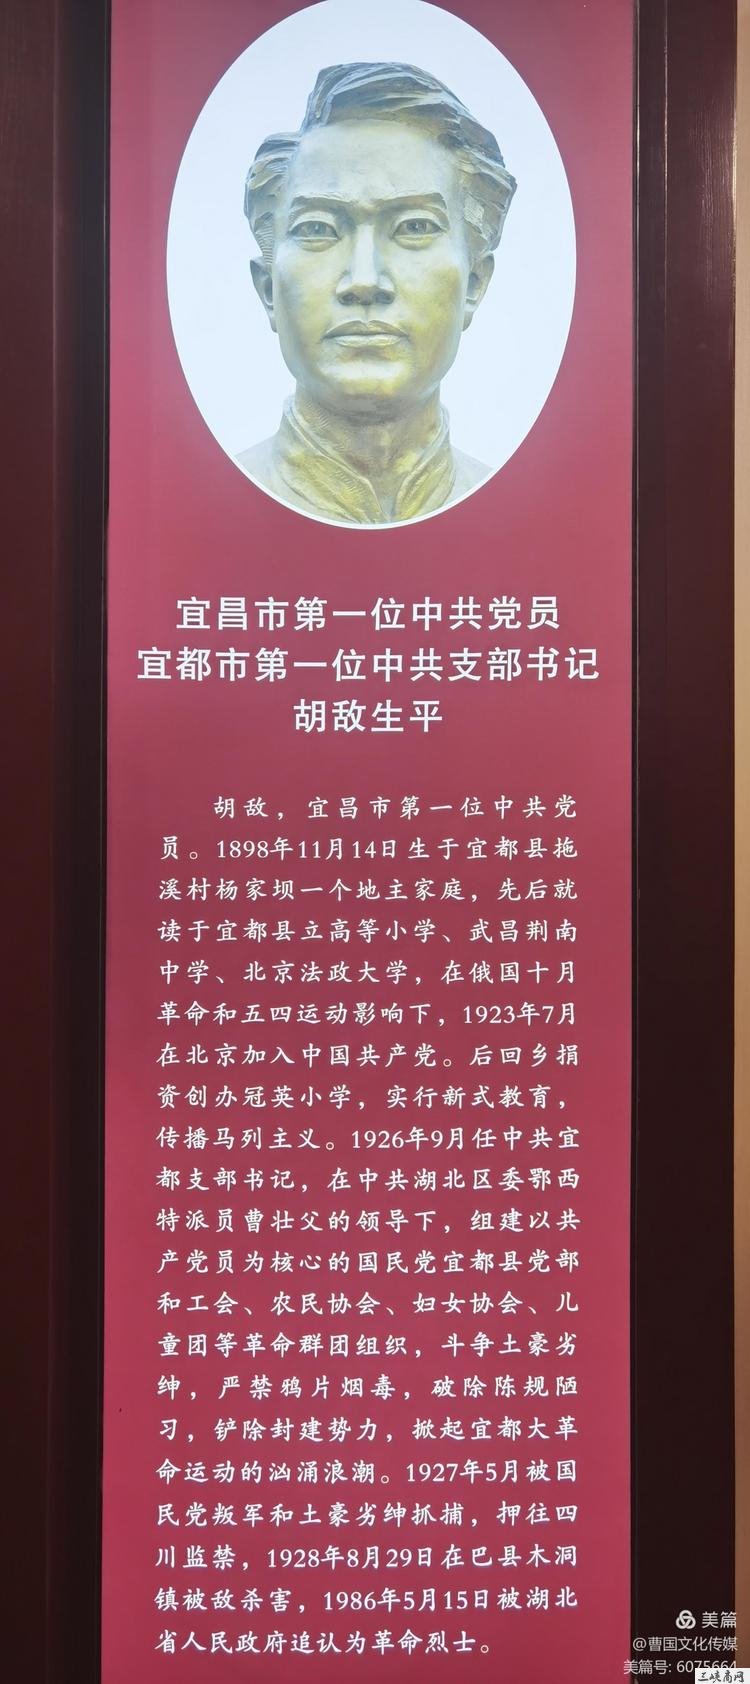 宜昌市第一位中共党员
宜都市第一位中共支部书记
胡敌生平
胡敌，宜昌市第一位中共党
员。1898年11月14日生于宜都县拖
溪村杨家坝一个地主家庭，先后就
读于宜都县立高等小学、武昌荆南
中学、北京法政大学，在俄国十月
革命和五四运动影响下，1923年7月
在北京加入中国共产党。后回乡捐
资创办冠英小学，实行新式教育，
传播马列主义。1926年9月任中共宜
都支部书记，在中共湖北区委鄂西
特派员曹壮父的领导下，组建以共
产党员为核心的国民党宜都县党部
和工会、农民协会、妇女协会、儿
童团等革命群团组织，斗争土豪劣
绅，严禁鸦片烟毒，破除陈规陋
习，铲除封建势力，掀起宜都大革
命运动的汹涌浪潮。1927年5月被国
民党叛军和土豪劣绅抓捕，押往四
川监禁，1928年8月29日在巴县木洞
镇被敌杀害，1986年5月15日被湖北
省人民政府追认为革命烈士。
美篇
@曹国文化传媒
美篇号: 6075664
三峡商网